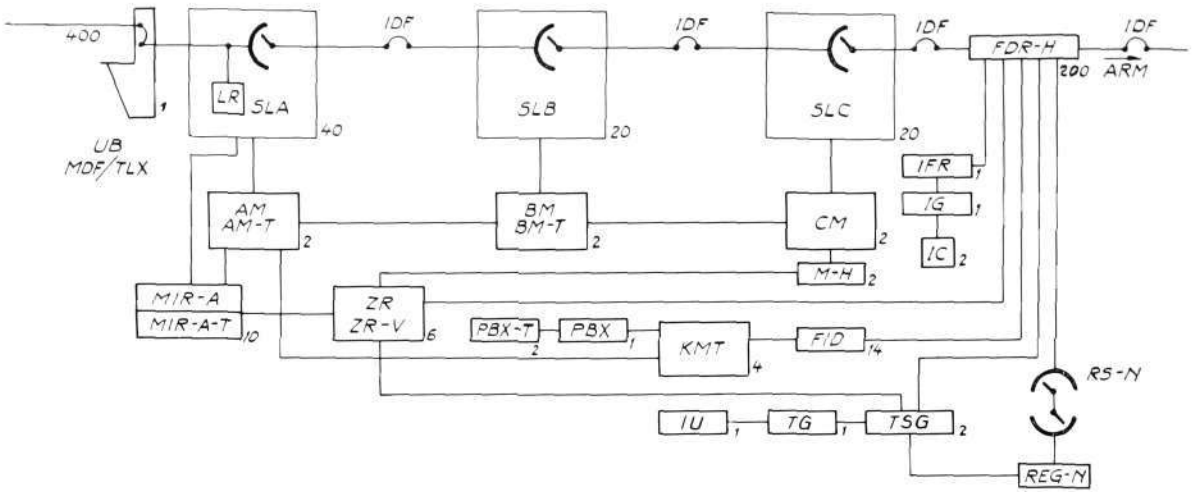 400
1
UB
MDF/TLX
LR
SLA
40
IDF
SLB
20
IDF
SLC
20
IDF
FDR-H
200
ARM
IDF
IFR
1
IG
1
IC
2
AM
AM-T
2
BM
BM-T
2
CM
2
M-H
2
MIR-A
MIR-A-T
10
ZR
ZR-V
6
PBX-T
2
PBX
1
KMT
4
FID
14
RS-N
IU
1
TG
1
TSG
2
REG-N